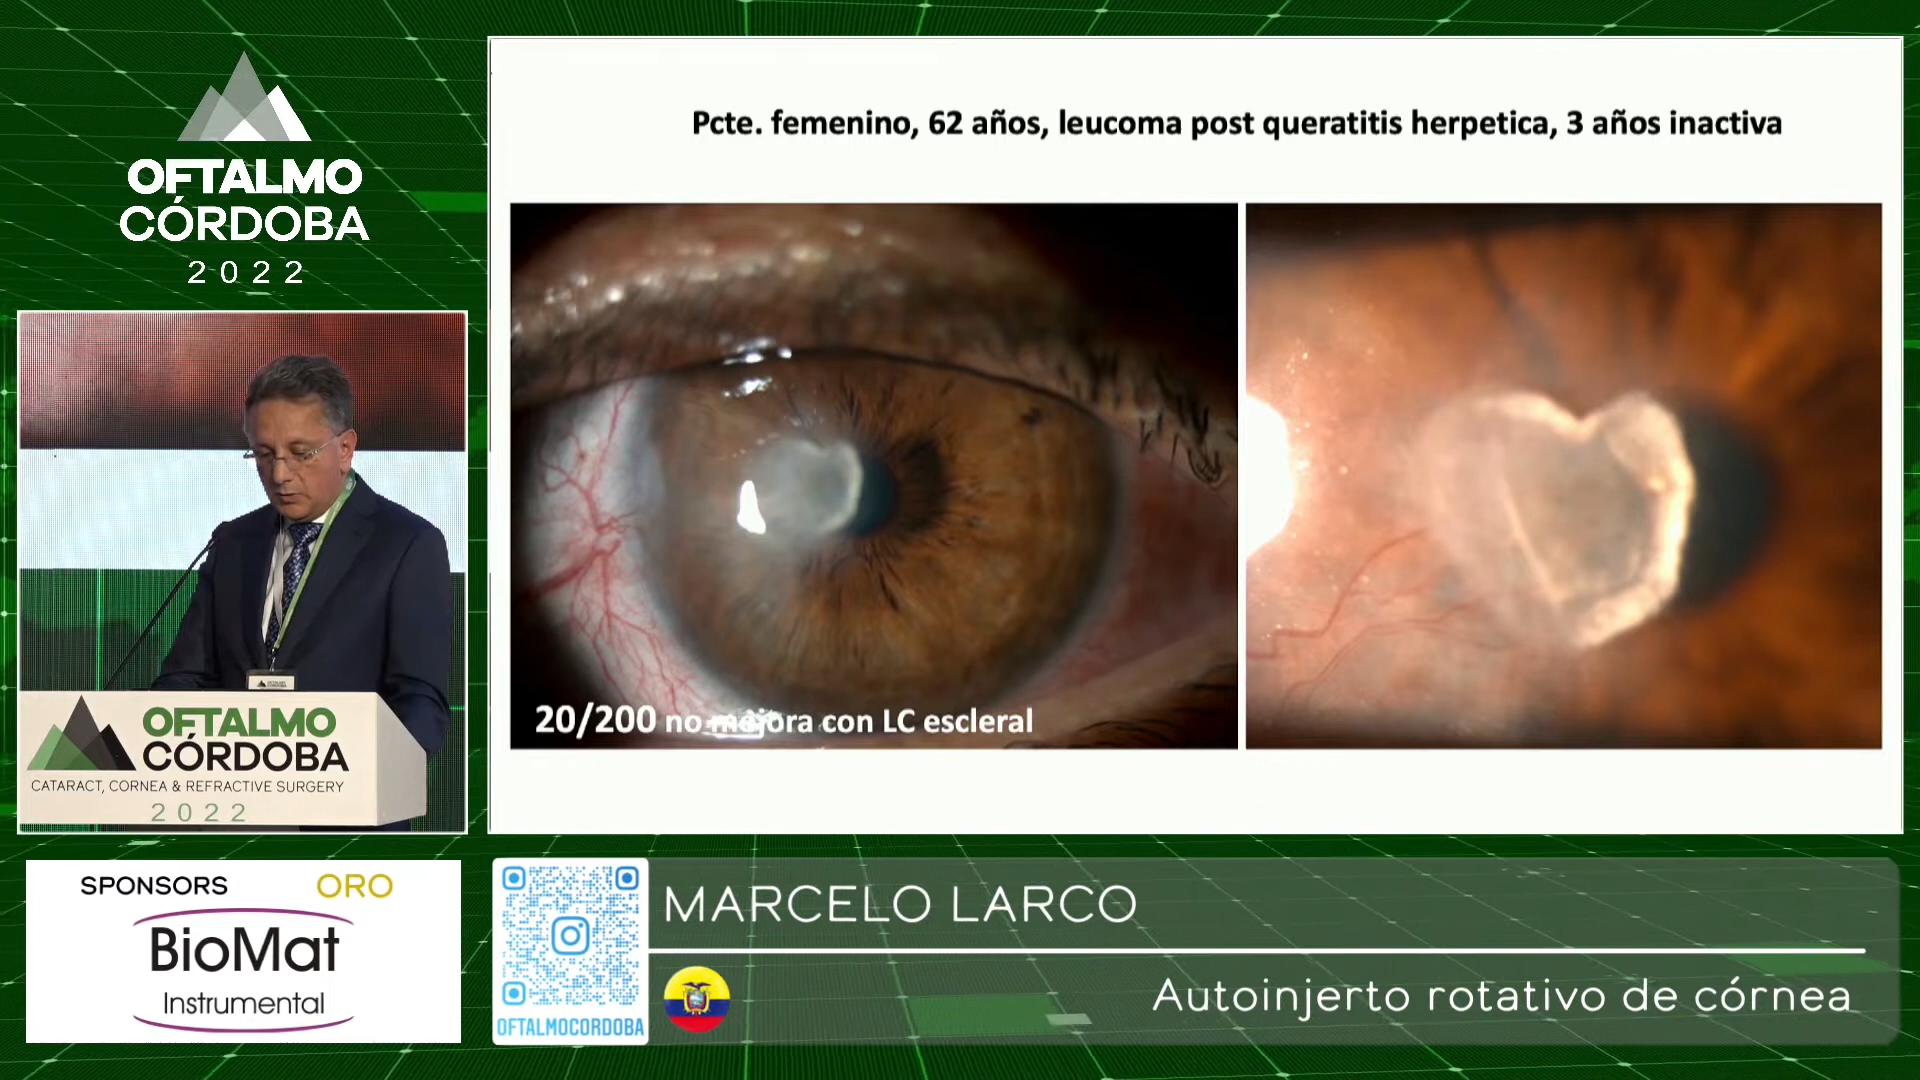 OFTALMO
CÓRDOBA
2022
Pcte. femenino, 62 años, leucoma post queratitis herpetica, 3 años inactiva
20/200 no mejora con LC escleral
OFTALMO
CÓRDOBA
CATARACT, CORNEA & REFRACTIVE SURGERY
2022
SPONSORS ORO
BioMat
Instrumental
OFTALMOCORDOBA
MARCELO LARCO
Autoinjerto rotativo de córnea